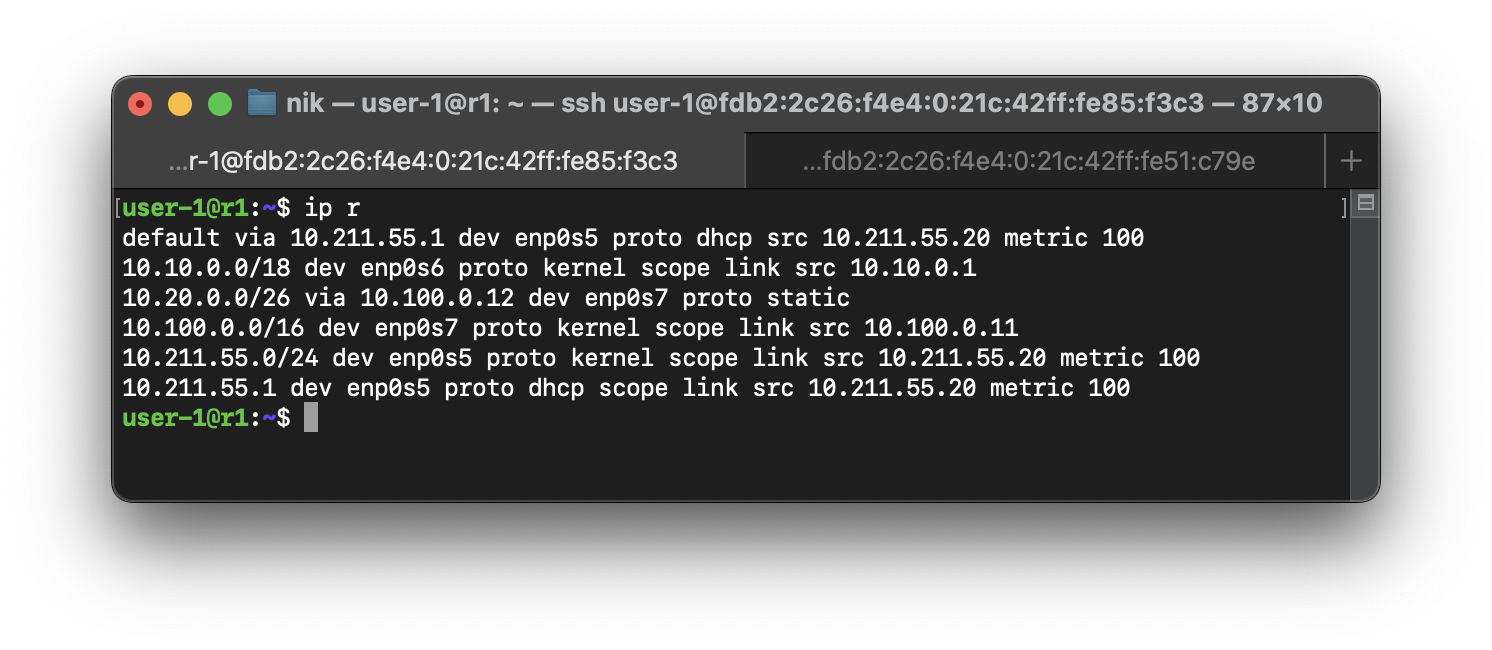 nik — user-1@r1: ~ — ssh user-1@fdb2:2c26:f4e4:0:21c:42ff:fe85:f3c3 — 87×10
...r-1@fdb2:2c26:f4e4:0:21c:42ff:fe85:f3c3
...fdb2:2c26:f4e4:0:21c:42ff:fe51:c79e
+
[user-1@r1:~$ ip r ]
default via 10.211.55.1 dev enp0s5 proto dhcp src 10.211.55.20 metric 100
10.10.0.0/18 dev enp0s6 proto kernel scope link src 10.10.0.1
10.20.0.0/26 via 10.100.0.12 dev enp0s7 proto static
10.100.0.0/16 dev enp0s7 proto kernel scope link src 10.100.0.11
10.211.55.0/24 dev enp0s5 proto kernel scope link src 10.211.55.20 metric 100
10.211.55.1 dev enp0s5 proto dhcp scope link src 10.211.55.20 metric 100
user-1@r1:~$